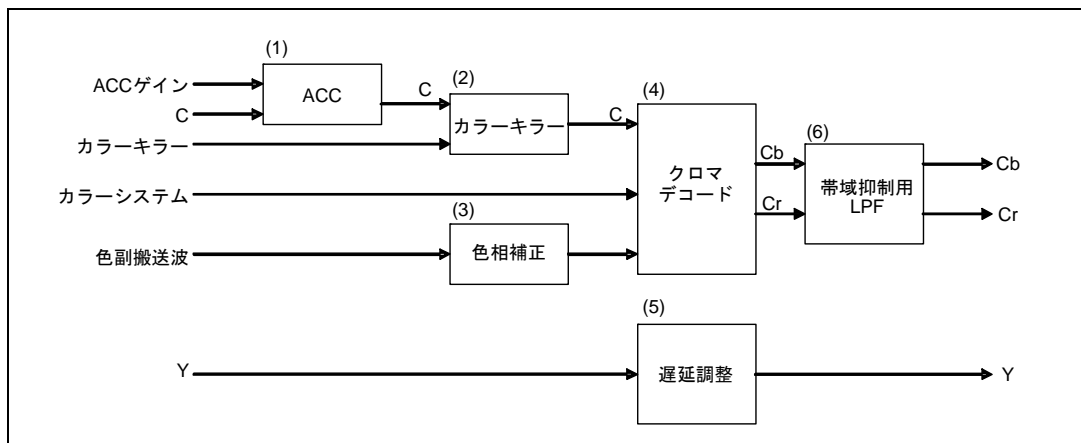 (1)
ACCゲイン
ACC
C
C
(2)
カラーキラー
カラーキラー
C
(4)
クロマ
デコード
カラーシステム
(3)
色副搬送波
色相補正
Cb
Cr
(6)
帯域抑制用
LPF
Cb
Cr
(5)
Y
遅延調整
Y